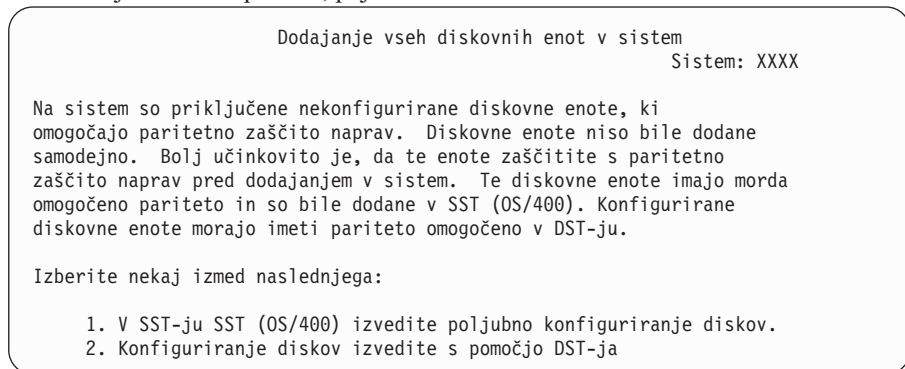 Dodajanje vseh diskovnih enot v sistem
Sistem: XXXX
Na sistem so priključene nekonfigurirane diskovne enote, ki
omogočajo paritetno zaščito naprav. Diskovne enote niso bile dodane
samodejno. Bolj učinkovito je, da te enote zaščitite s paritetno
zaščito naprav pred dodajanjem v sistem. Te diskovne enote imajo morda
omogočeno pariteto in so bile dodane v SST (OS/400). Konfigurirane
diskovne enote morajo imeti pariteto omogočeno v DST-ju.
Izberite nekaj izmed naslednjega:
1. V SST-ju SST (OS/400) izvedite poljubno konfiguriranje diskov.
2. Konfiguriranje diskov izvedite s pomočjo DST-ja